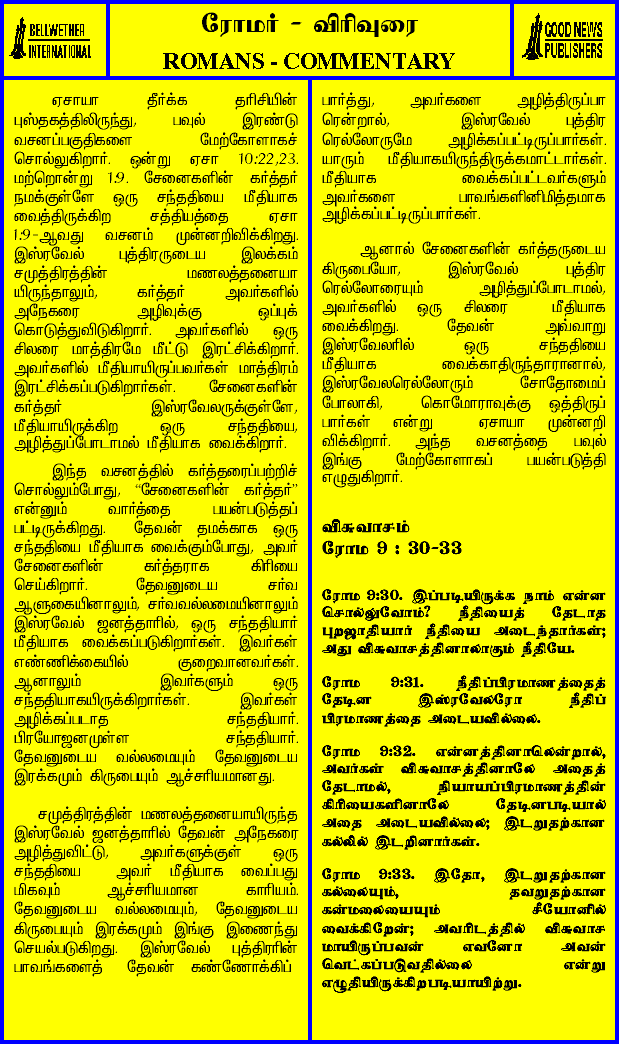 BELLWETHER
INTERNATIONAL
ரோமர் - விரிவுரை
ROMANS - COMMENTARY
GOOD NEWS
PUBLISHERS
ஏசாயா தீர்க்க தரிசியின்
புஸ்தகத்திலிருந்து, பவுல் இரண்டு
வசனப்பகுதிகளை மேற்கோளாகச்
சொல்லுகிறார். ஒன்று ஏசா 10:22,23.
மற்றொன்று 1:9. சேனைகளின் கர்த்தர்
நமக்குள்ளே ஒரு சந்ததியை மீதியாக
வைத்திருக்கிற சத்தியத்தை ஏசா
1:9-ஆவது வசனம் முன்னறிவிக்கிறது.
இஸ்ரவேல் புத்திரருடைய இலக்கம்
சமுத்திரத்தின் மணலத்தனையா
யிருந்தாலும், கர்த்தர் அவர்களில்
அநேகரை அழிவுக்கு ஒப்புக்
கொடுத்துவிடுகிறார். அவர்களில் ஒரு
சிலரை மாத்திரமே மீட்டு இரட்சிக்கிறார்.
அவர்களில் மீதியாயிருப்பவர்கள் மாத்திரம்
இரட்சிக்கப்படுகிறார்கள். சேனைகளின்
கர்த்தர் இஸ்ரவேலருக்குள்ளே,
மீதியாயிருக்கிற ஒரு சந்ததியை,
அழித்துப்போடாமல் மீதியாக வைக்கிறார்.
இந்த வசனத்தில் கர்த்தரைப்பற்றிச்
சொல்லும்போது, “சேனைகளின் கர்த்தர்”
என்னும் வார்த்தை பயன்படுத்தப்
பட்டிருக்கிறது. தேவன் தமக்காக ஒரு
சந்ததியை மீதியாக வைக்கும்போது, அவர்
சேனைகளின் கர்த்தராக கிரியை
செய்கிறார். தேவனுடைய சர்வ
ஆளுகையினாலும், சர்வவல்லமையினாலும்
இஸ்ரவேல் ஜனத்தாரில், ஒரு சந்ததியார்
மீதியாக வைக்கப்படுகிறார்கள். இவர்கள்
எண்ணிக்கையில் குறைவானவர்கள்.
ஆனாலும் இவர்களும் ஒரு
சந்ததியாகயிருக்கிறார்கள். இவர்கள்
அழிக்கப்படாத சந்ததியார்.
பிரயோஜனமுள்ள சந்ததியார்.
தேவனுடைய வல்லமையும் தேவனுடைய
இரக்கமும் கிருபையும் ஆச்சரியமானது.
சமுத்திரத்தின் மணலத்தனையாயிருந்த
இஸ்ரவேல் ஜனத்தாரில் தேவன் அநேகரை
அழித்துவிட்டு, அவர்களுக்குள் ஒரு
சந்ததியை அவர் மீதியாக வைப்பது
மிகவும் ஆச்சரியமான காரியம்.
தேவனுடைய வல்லமையும், தேவனுடைய
கிருபையும் இரக்கமும் இங்கு இணைந்து
செயல்படுகிறது. இஸ்ரவேல் புத்திரரின்
பாவங்களைத் தேவன் கண்ணோக்கிப்
பார்த்து, அவர்களை அழித்திருப்பா
ரென்றால், இஸ்ரவேல் புத்திர
ரெல்லோருமே அழிக்கப்பட்டிருப்பார்கள்.
யாரும் மீதியாகயிருந்திருக்கமாட்டார்கள்.
மீதியாக வைக்கப்பட்டவர்களும்
அவர்களை பாவங்களினிமித்தமாக
அழிக்கப்பட்டிருப்பார்கள்.
ஆனால் சேனைகளின் கர்த்தருடைய
கிருபையோ, இஸ்ரவேல் புத்திர
ரெல்லோரையும் அழித்துப்போடாமல்,
அவர்களில் ஒரு சிலரை மீதியாக
வைக்கிறது. தேவன் அவ்வாறு
இஸ்ரவேலரில் ஒரு சந்ததியை
மீதியாக வைக்காதிருந்தாரானால்,
இஸ்ரவேலரெல்லோரும் சோதோமைப்
போலாகி, கொமோராவுக்கு ஒத்திருப்
பார்கள் என்று ஏசாயா முன்னறி
விக்கிறார். அந்த வசனத்தை பவுல்
இங்கு மேற்கோளாகப் பயன்படுத்தி
எழுதுகிறார்.
விசுவாசம்
ரோம 9 : 30-33
ரோம 9:30. இப்படியிருக்க நாம் என்ன
சொல்லுவோம்? நீதியைத் தேடாத
புறஜாதியார் நீதியை அடைந்தார்கள்;
அது விசுவாசத்தினாலாகும் நீதியே.
ரோம 9:31. நீதிப்பிரமாணத்தைத்
தேடின இஸ்ரவேலரோ நீதிப்
பிரமாணத்தை அடையவில்லை.
ரோம 9:32. என்னத்தினாலென்றால்,
அவர்கள் விசுவாசத்தினாலே அதைத்
தேடாமல், நியாயப்பிரமாணத்தின்
கிரியைகளினாலே தேடினபடியால்
அதை அடையவில்லை; இடறுதற்கான
கல்லில் இடறினார்கள்.
ரோம 9:33. இதோ, இடறுதற்கான
கல்லையும், தவறுதற்கான
கன்மலையையும் சீயோனில்
வைக்கிறேன்; அவரிடத்தில் விசுவாச
மாயிருப்பவன் எவனோ அவன்
வெட்கப்படுவதில்லை என்று
எழுதியிருக்கிறபடியாயிற்று.